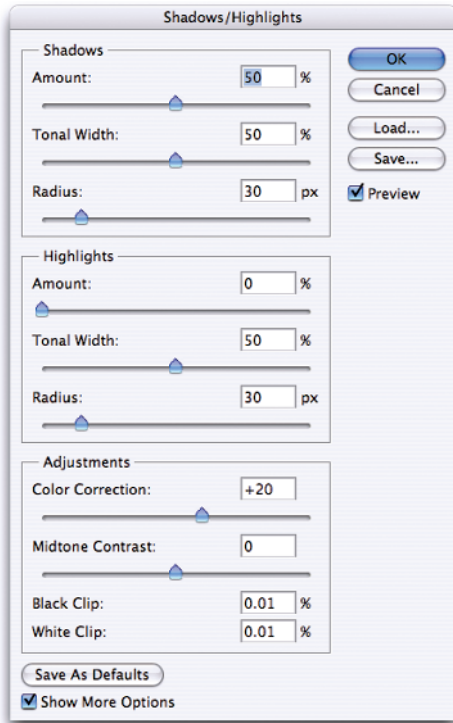 Shadows/Highlights
Shadows
Amount: 50 %
Tonal Width: 50 %
Radius: 30 px
Highlights
Amount: 0 %
Tonal Width: 50 %
Radius: 30 px
Adjustments
Color Correction: +20
Midtone Contrast: 0
Black Clip: 0.01 %
White Clip: 0.01 %
Save As Defaults
Show More Options
OK
Cancel
Load...
Save...
Preview